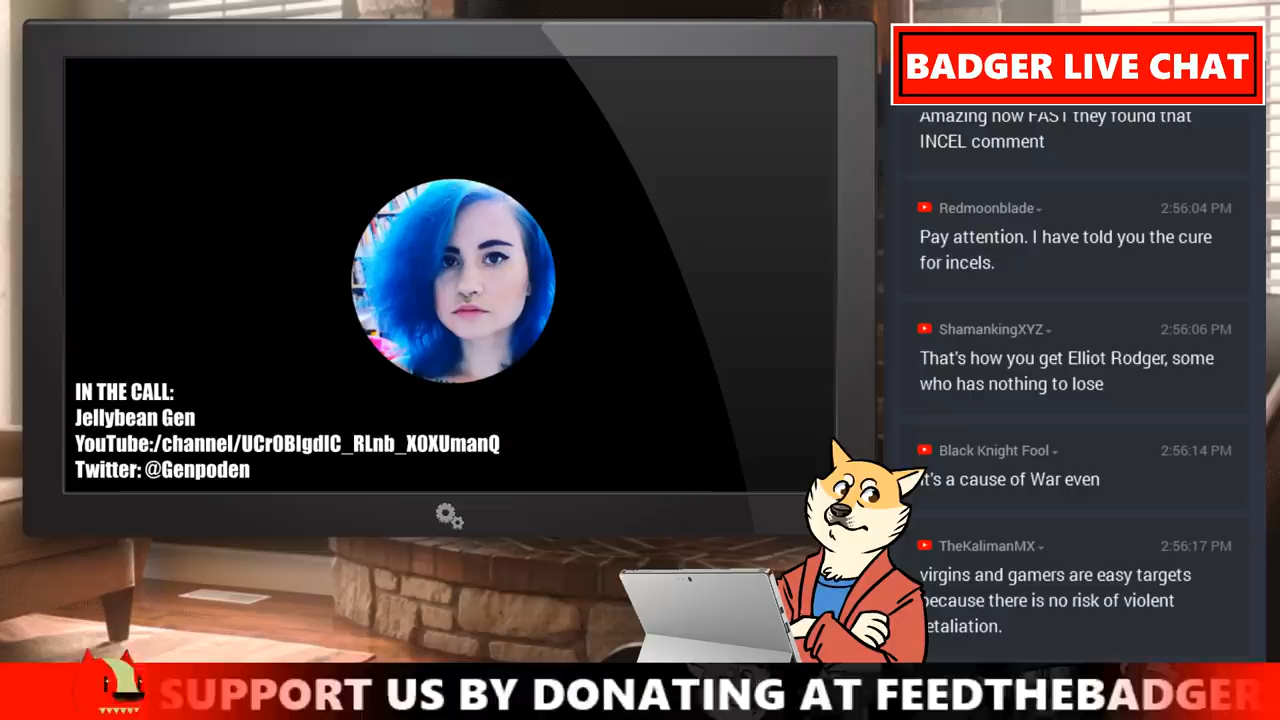 BADGER LIVE CHAT
Amazing how FAST they found that
INCEL comment
Redmoonblade
2:56:04 PM
Pay attention. I have told you the cure
for incels.
ShamankingXYZ
2:56:06 PM
That's how you get Elliot Rodger, some
who has nothing to lose
Black Knight Fool
2:56:14 PM
It's a cause of War even
TheKalimanMX
2:56:17 PM
virgins and gamers are easy targets
because there is no risk of violent
retaliation.
IN THE CALL:
Jellybean Gen
YouTube:/channel/UCr0BIgdIC_RLnb_X0XUmanQ
Twitter: @Genpoden
SUPPORT US BY DONATING AT FEEDTHEBADGER